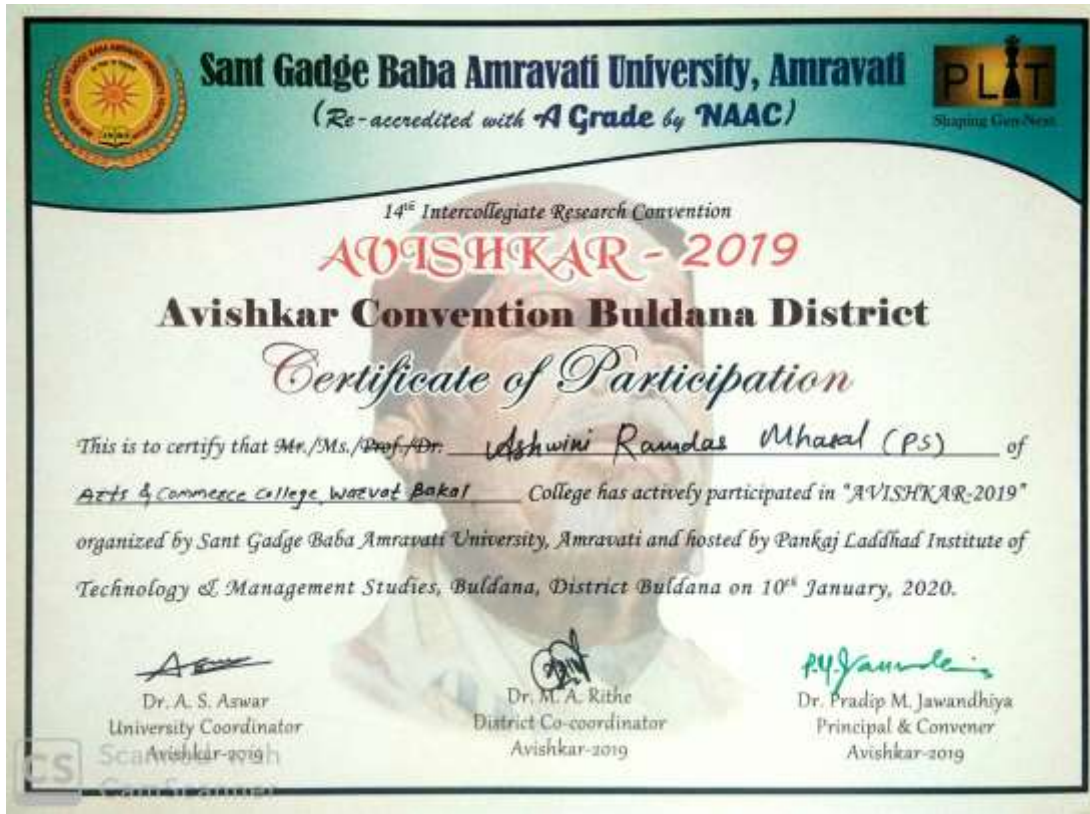 Sant Gadge Baba Amravati University, Amravati
(Re-accredited with A Grade by NAAC)
PLIT
Shaping Gen-Next
14th Intercollegiate Research Convention
AVISHKAR - 2019
Avishkar Convention Buldana District
Certificate of Participation
This is to certify that Mr./Ms./Prof./Dr. Ashwini Ramdas Mhasal (PS) of
Arts & Commerce College Warvat Bakal College has actively participated in "AVISHKAR-2019"
organized by Sant Gadge Baba Amravati University, Amravati and hosted by Pankaj Laddhad Institute of
Technology & Management Studies, Buldana, District Buldana on 10th January, 2020.
Dr. A. S. Aswar
University Coordinator
Avishkar-2019
Dr. M. A. Rithe
District Co-coordinator
Avishkar-2019
Dr. Pradip M. Jawandhiya
Principal & Convener
Avishkar-2019
CS Scanned with
CamScanner